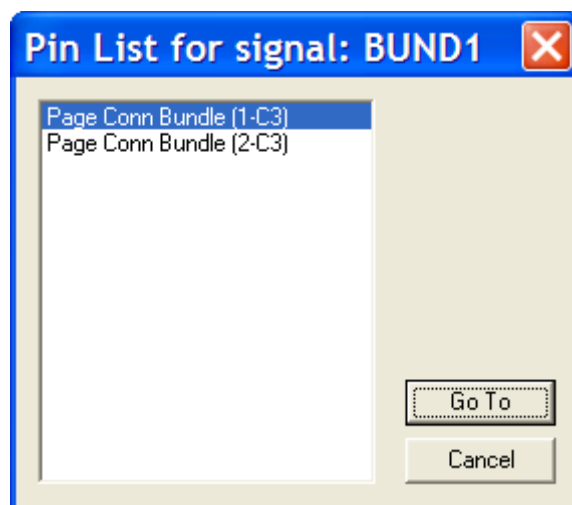 Pin List for signal: BUND1
Page Conn Bundle (1-C3)
Page Conn Bundle (2-C3)
Go To
Cancel